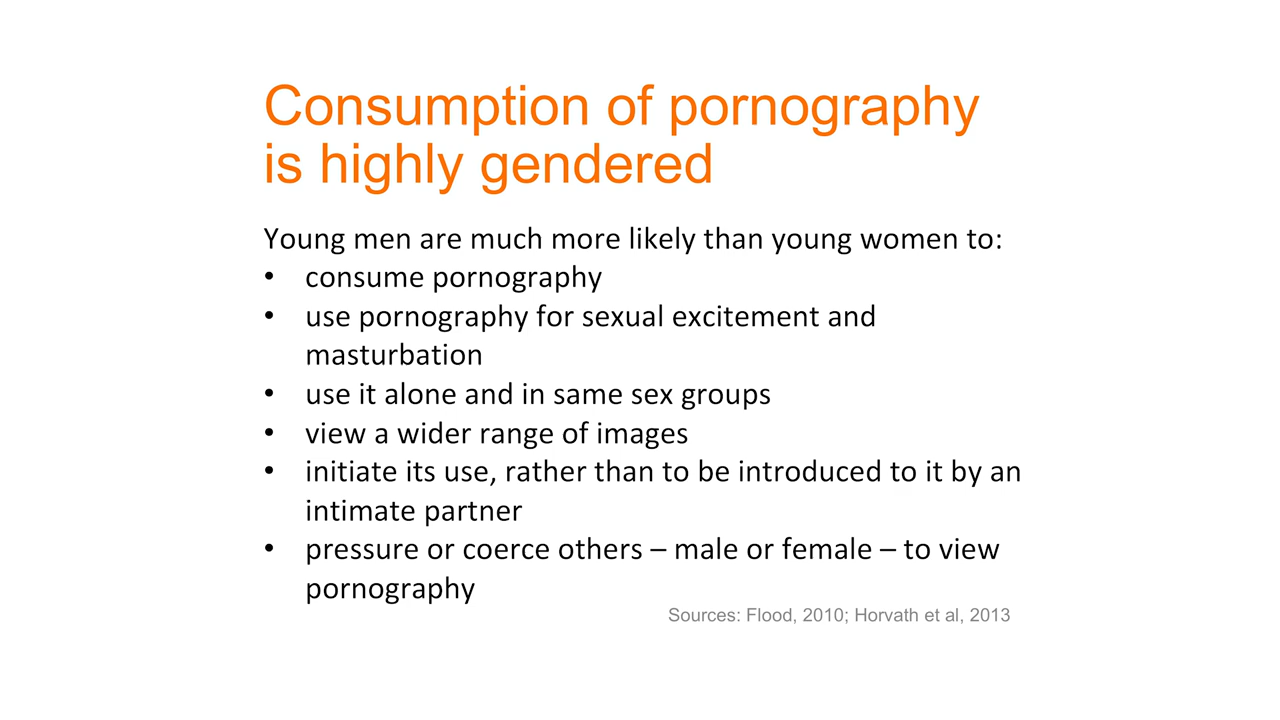 Consumption of pornography
is highly gendered
Young men are much more likely than young women to:
• consume pornography
• use pornography for sexual excitement and
masturbation
• use it alone and in same sex groups
• view a wider range of images
• initiate its use, rather than to be introduced to it by an
intimate partner
• pressure or coerce others – male or female – to view
pornography
Sources: Flood, 2010; Horvath et al, 2013